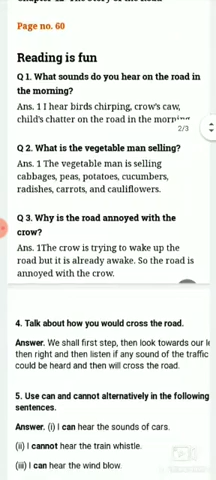 Page no. 60
Reading is fun
Q 1. What sounds do you hear on the road in
the morning?
Ans. 1 I hear birds chirping, crow's caw,
child's chatter on the road in the morning
2/3
Q 2. What is the vegetable man selling?
Ans. 1 The vegetable man is selling
cabbages, peas, potatoes, cucumbers,
radishes, carrots, and cauliflowers.
Q 3. Why is the road annoyed with the
crow?
Ans. 1The crow is trying to wake up the
road but it is already awake. So the road is
annoyed with the crow.
4. Talk about how you would cross the road.
Answer. We shall first step, then look towards our
then right and then listen if any sound of the traffic
could be heard and then will cross the road.
5. Use can and cannot alternatively in the following
sentences.
Answer. (i) I can hear the sounds of cars.
(ii) I cannot hear the train whistle.
(iii) I can hear the wind blow.